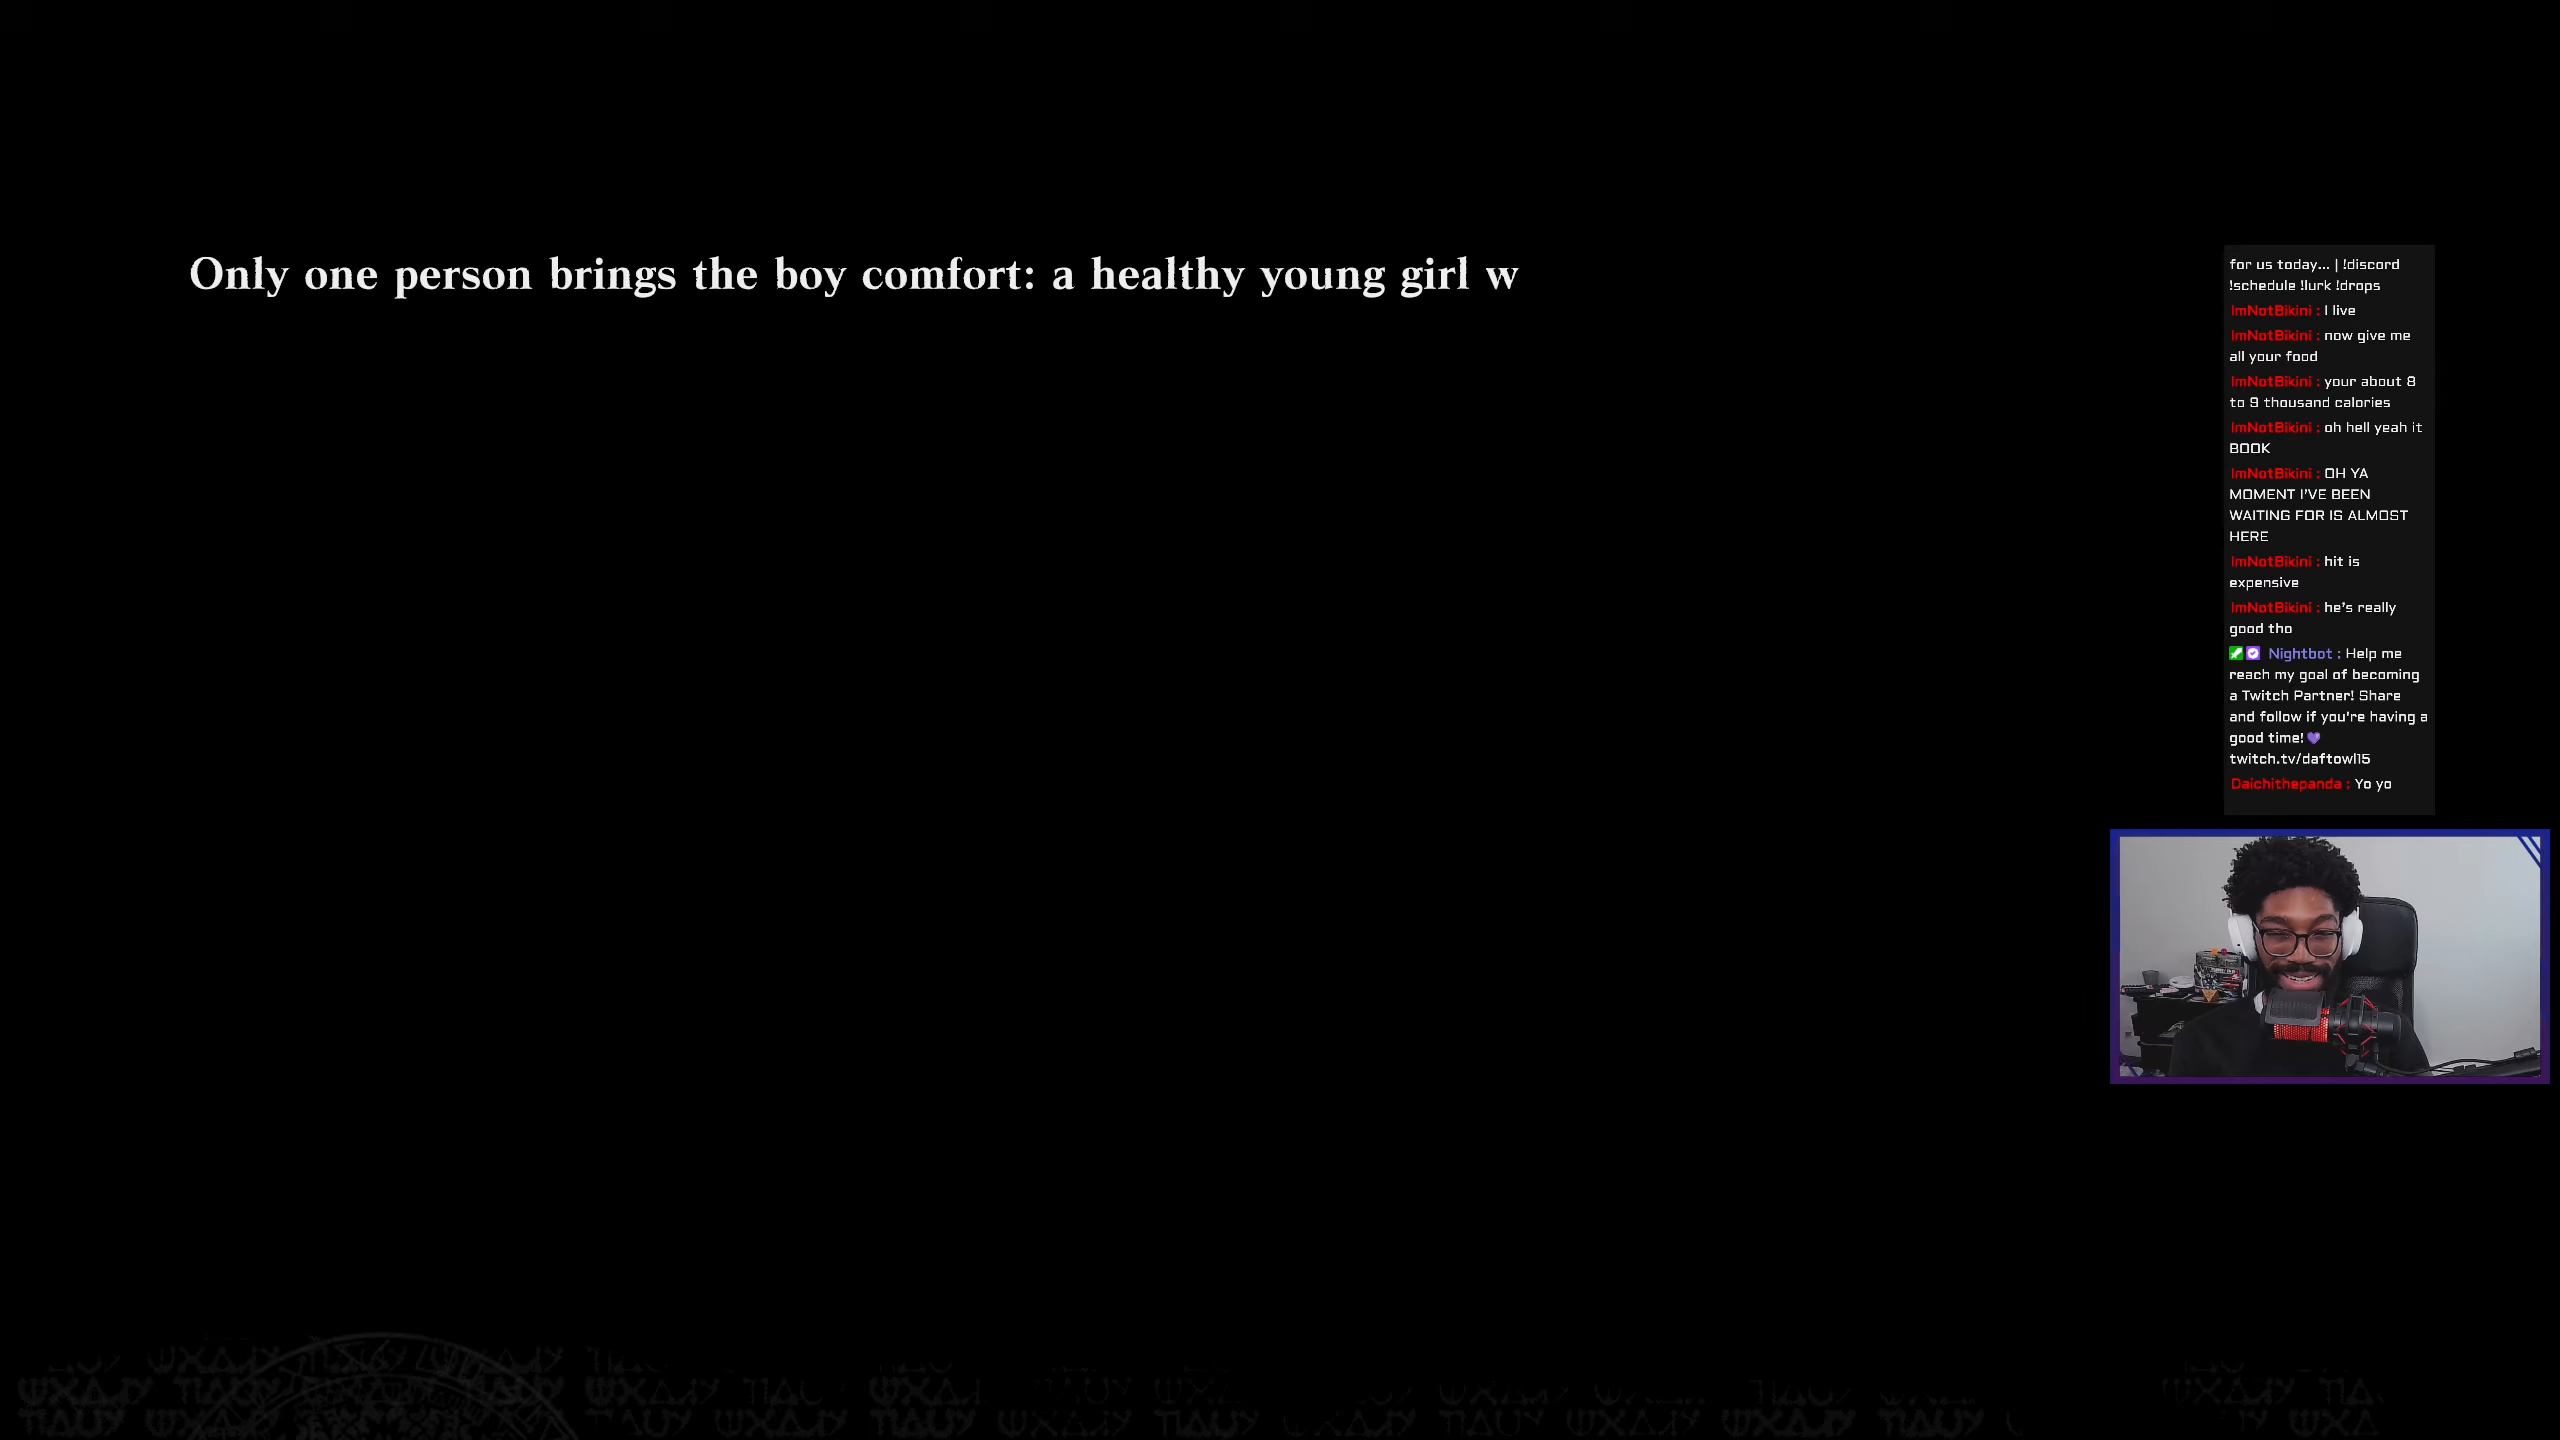 Only one person brings the boy comfort: a healthy young girl w
for us today... | !discord
!schedule !lurk !drops
ImNotBikini : I live
ImNotBikini : now give me
all your food
ImNotBikini : your about 8
to 9 thousand calories
ImNotBikini : oh hell yeah it
BOOK
ImNotBikini : OH YA
MOMENT I'VE BEEN
WAITING FOR IS ALMOST
HERE
ImNotBikini : hit is
expensive
ImNotBikini : he's really
good tho
Nightbot : Help me
reach my goal of becoming
a Twitch Partner! Share
and follow if you're having a
good time! 💜
twitch.tv/daftowl15
Daichithepanda : Yo yo